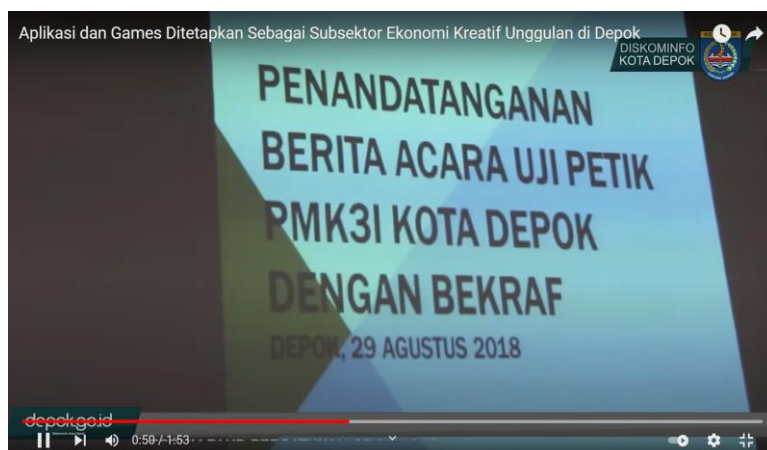 Aplikasi dan Games Ditetapkan Sebagai Subsektor Ekonomi Kreatif Unggulan di Depok
DISKOMINFO
KOTA DEPOK
PENANDATANGANAN
BERITA ACARA UJI PETIK
PMK3I KOTA DEPOK
DENGAN BEKRAF
DEPOK, 29 AGUSTUS 2018
depok.go.id
0:50 / 1:53